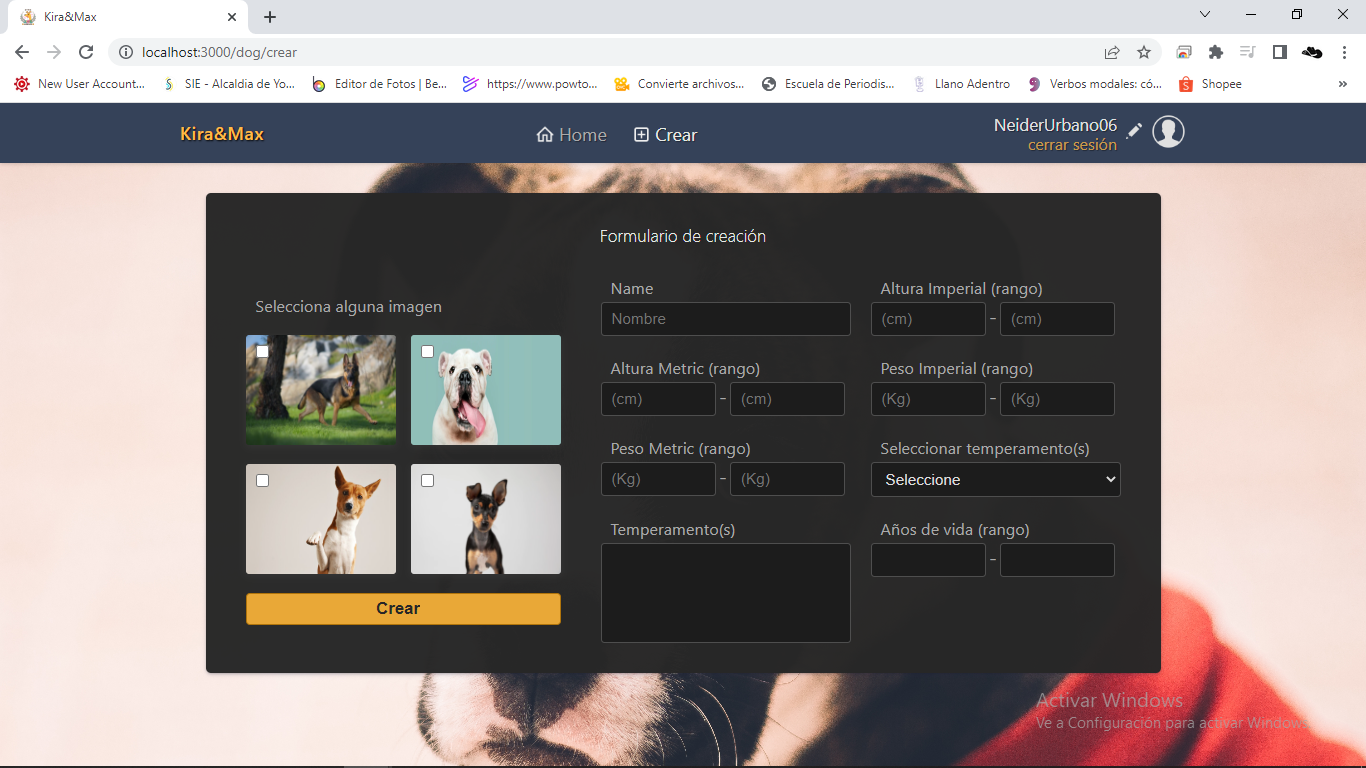 Kira&Max
localhost:3000/dog/crear
New User Account...
SIE - Alcaldia de Yo...
Editor de Fotos | Be...
https://www.powto...
Convierte archivos...
Escuela de Periodis...
Llano Adentro
Verbos modales: có...
Shopee
»
Kira&Max
Home
Crear
NeiderUrbano06
cerrar sesión
Formulario de creación
Selecciona alguna imagen
Crear
Name
Nombre
Altura Imperial (rango)
(cm) - (cm)
Altura Metric (rango)
(cm) - (cm)
Peso Imperial (rango)
(Kg) - (Kg)
Peso Metric (rango)
(Kg) - (Kg)
Seleccionar temperamento(s)
Seleccione
Temperamento(s)
Años de vida (rango)
-
Activar Windows
Ve a Configuración para activar Windows.